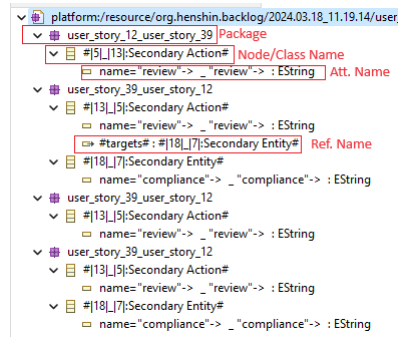 platform:/resource/org.henshin.backlog/2024.03.18_11.19.14/user_
user_story_12_user_story_39 Package
#|5|_|13|:Secondary Action# Node/Class Name
name="review"-> _ "review"-> : EString Att. Name
user_story_39_user_story_12
#|13|_|5|:Secondary Action#
name="review"-> _ "review"-> : EString
#targets# : #|18|_|7|:Secondary Entity# Ref. Name
#|18|_|7|:Secondary Entity#
name="compliance"-> _ "compliance"-> : EString
user_story_39_user_story_12
#|13|_|5|:Secondary Action#
name="review"-> _ "review"-> : EString
user_story_39_user_story_12
#|13|_|5|:Secondary Action#
name="review"-> _ "review"-> : EString
#|18|_|7|:Secondary Entity#
name="compliance"-> _ "compliance"-> : EString